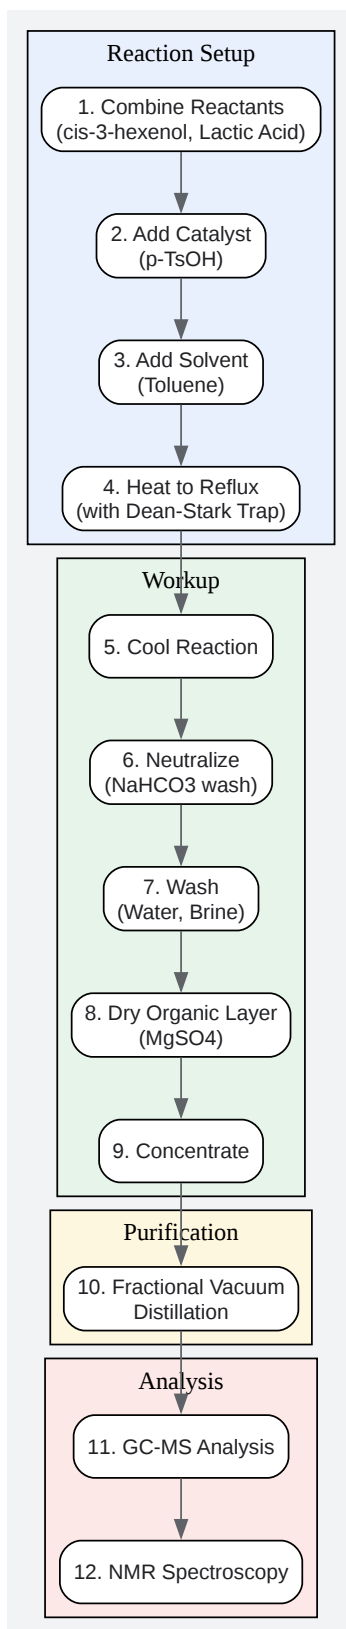 Reaction Setup
1. Combine Reactants
(cis-3-hexenol, Lactic Acid)
2. Add Catalyst
(p-TsOH)
3. Add Solvent
(Toluene)
4. Heat to Reflux
(with Dean-Stark Trap)
Workup
5. Cool Reaction
6. Neutralize
(NaHCO3 wash)
7. Wash
(Water, Brine)
8. Dry Organic Layer
(MgSO4)
9. Concentrate
Purification
10. Fractional Vacuum
Distillation
Analysis
11. GC-MS Analysis
12. NMR Spectroscopy